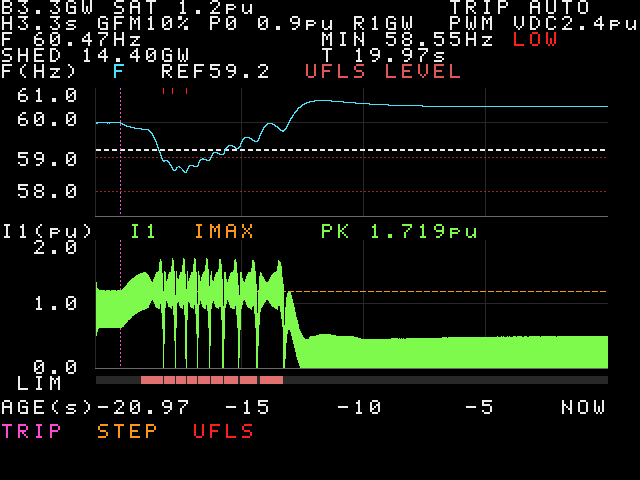 B3.3GW SAT 1.2pu TRIP AUTO
H3.3s GFM10% P0 0.9pu R1GW PWM VDC2.4pu
F 60.47Hz MIN 58.55Hz LOW
SHED 14.40GW T 19.97s
F(Hz) F REF59.2 UFLS LEVEL
61.0
60.0
59.0
58.0
I1(pu) I1 IMAX PK 1.719pu
2.0
1.0
0.0
LIM
AGE(s) -20.97 -15 -10 -5 NOW
TRIP STEP UFLS